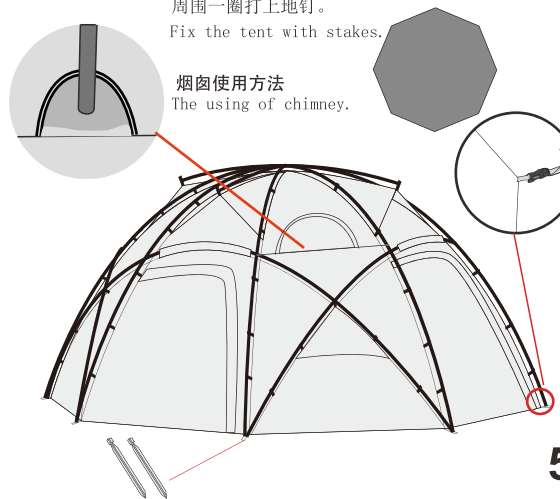 周围一圈打上地钉。
Fix the tent with stakes.
烟囱使用方法
The using of chimney.
5